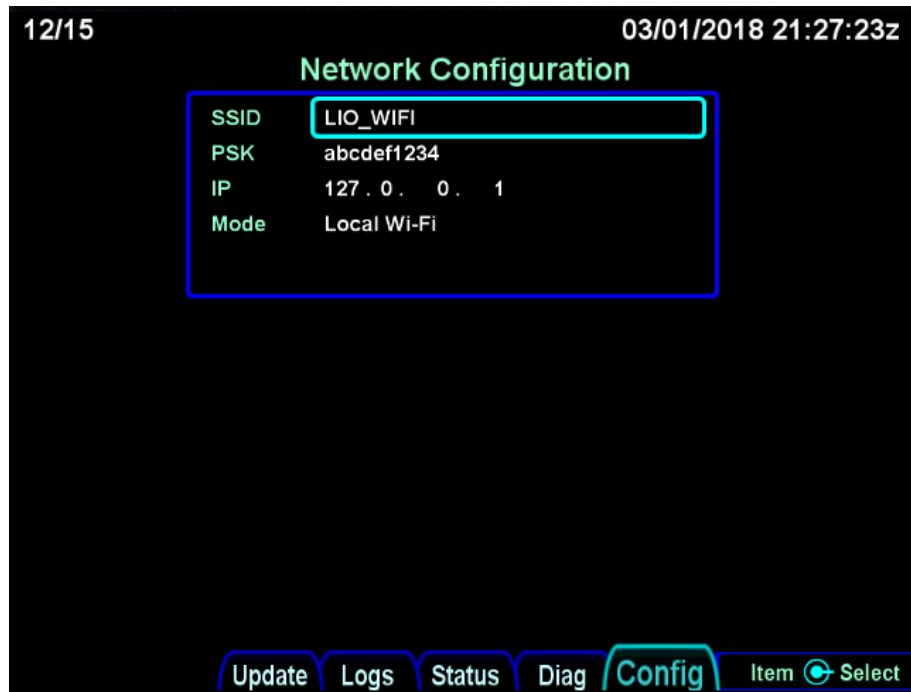 12/15 03/01/2018 21:27:23z
Network Configuration
SSID LIO_WIFI
PSK abcdef1234
IP 127 . 0 . 0 . 1
Mode Local Wi-Fi
Update Logs Status Diag Config Item Select